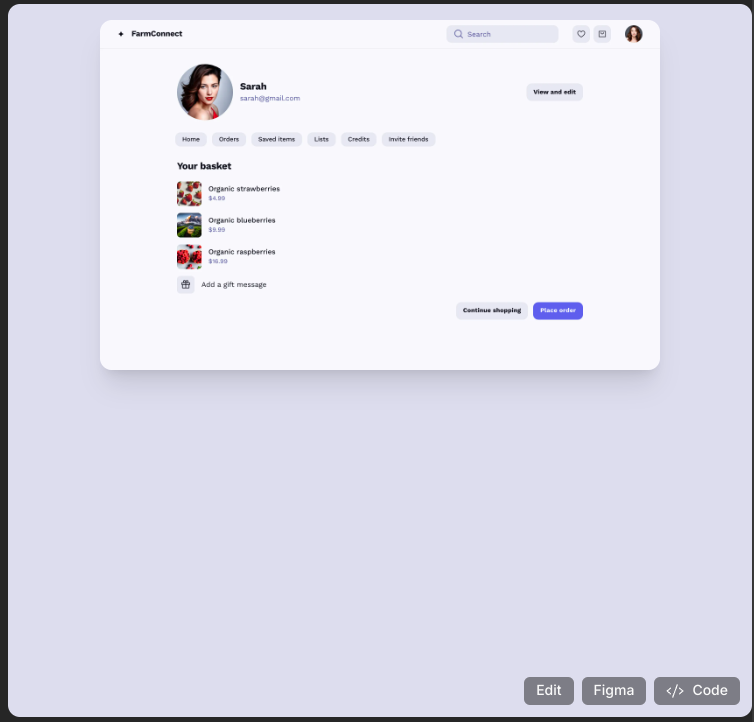 FarmConnect
Search
Sarah
sarah@gmail.com
View and edit
Home Orders Saved items Lists Credits Invite friends
Your basket
Organic strawberries
$4.99
Organic blueberries
$9.99
Organic raspberries
$16.99
Add a gift message
Continue shopping Place order
Edit Figma </> Code